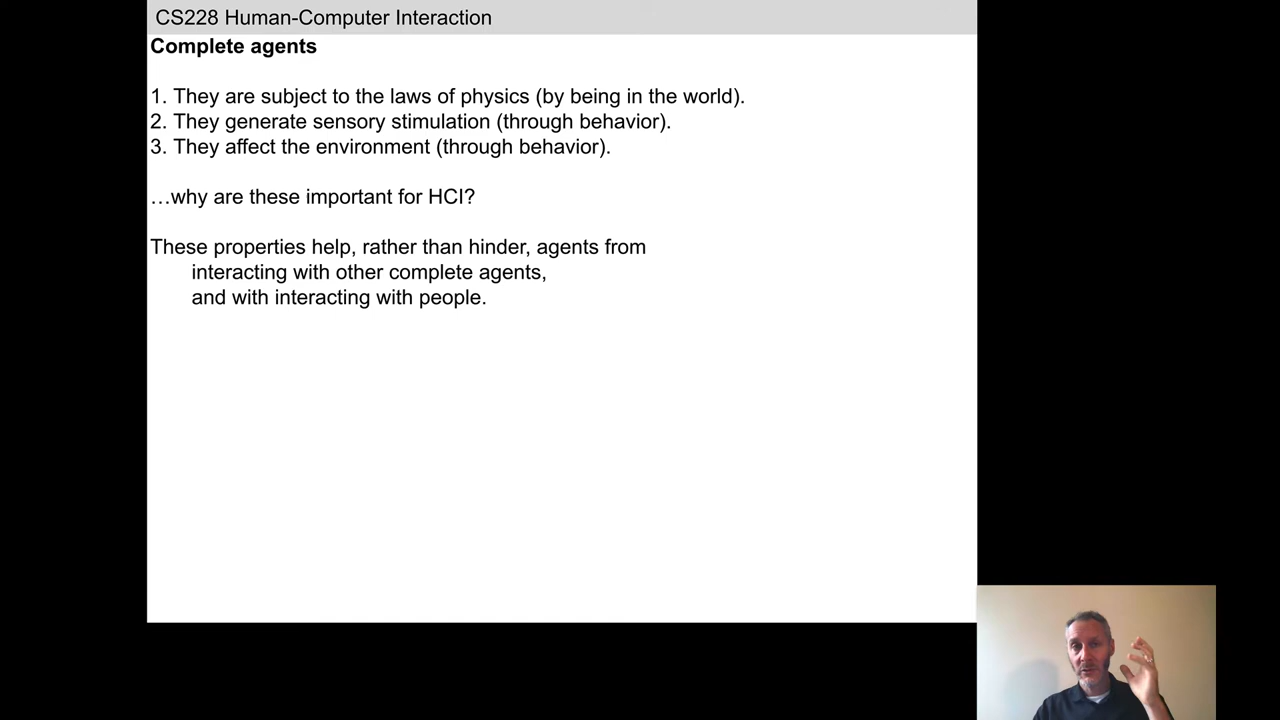 CS228 Human-Computer Interaction
Complete agents
1. They are subject to the laws of physics (by being in the world).
2. They generate sensory stimulation (through behavior).
3. They affect the environment (through behavior).
…why are these important for HCI?
These properties help, rather than hinder, agents from
interacting with other complete agents,
and with interacting with people.